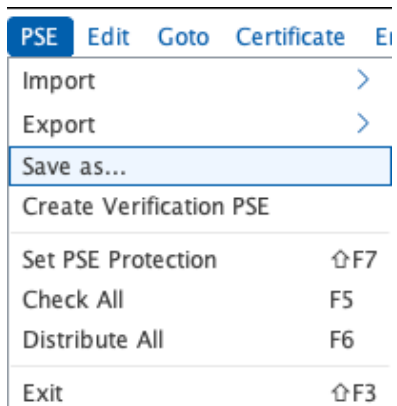 PSE Edit Goto Certificate
Import
Export
Save as...
Create Verification PSE
Set PSE Protection ⇧F7
Check All F5
Distribute All F6
Exit ⇧F3